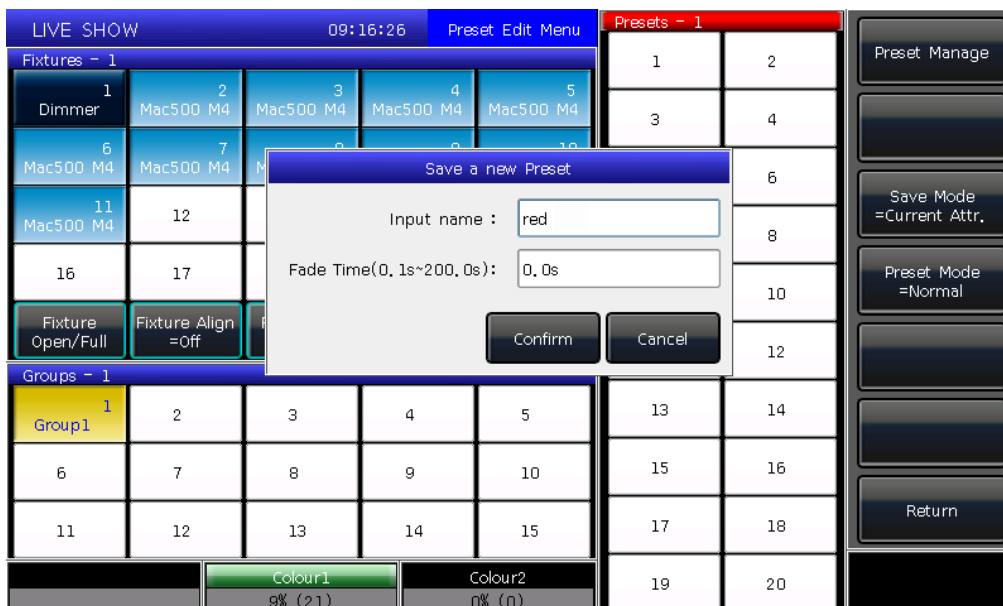 LIVE SHOW 09:16:26 Preset Edit Menu
Fixtures - 1
1
Dimmer
2
Mac500 M4
3
Mac500 M4
4
Mac500 M4
5
Mac500 M4
6
Mac500 M4
7
Mac500 M4
10
11
Mac500 M4
12
16
17
Fixture
Open/Full
Fixture Align
=Off
Save a new Preset
Input name :
red
Fade Time(0.1s~200.0s):
0.0s
Confirm
Cancel
Groups - 1
1
Group1
2
3
4
5
6
7
8
9
10
11
12
13
14
15
Colour1
9% (21)
Colour2
0% (0)
Presets - 1
1
2
3
4
6
8
10
12
13
14
15
16
17
18
19
20
Preset Manage
Save Mode
=Current Attr.
Preset Mode
=Normal
Return